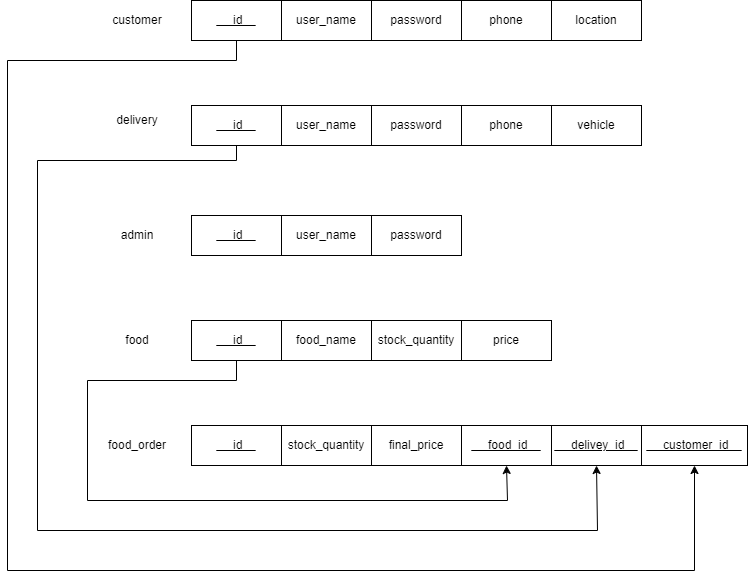 customer id user_name password phone location
delivery id user_name password phone vehicle
admin id user_name password
food id food_name stock_quantity price
food_order id stock_quantity final_price food_id delivey_id customer_id